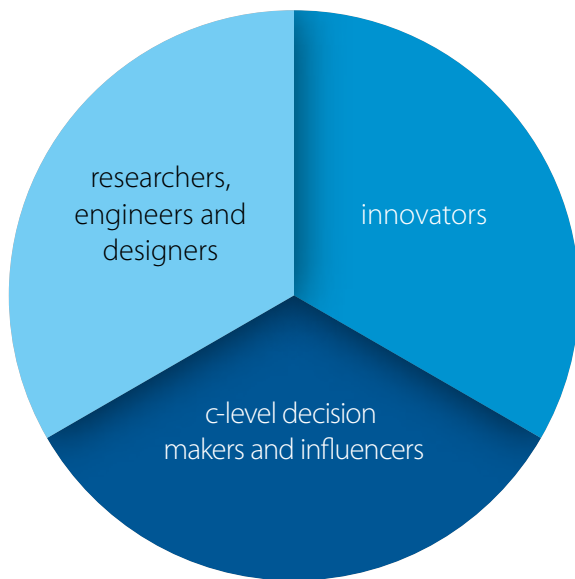 researchers,
engineers and
designers
innovators
c-level decision
makers and influencers